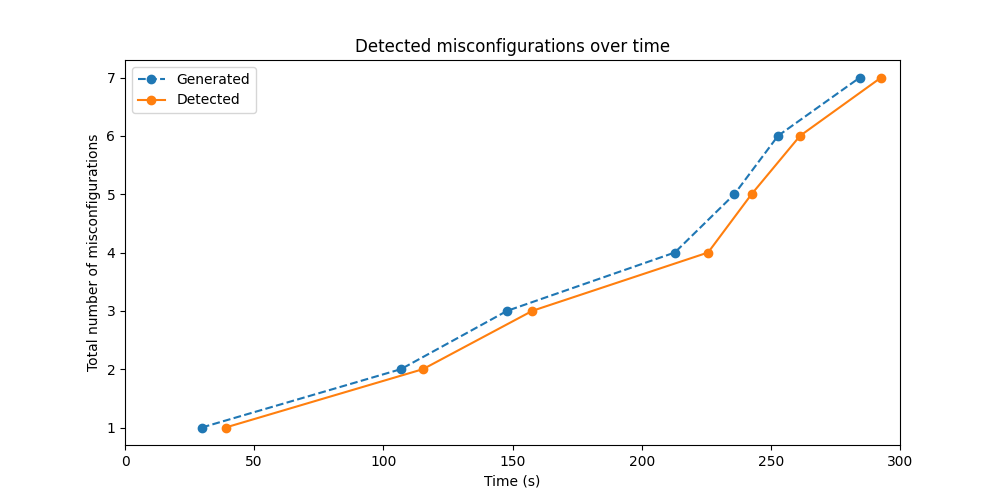 Detected misconfigurations over time
Generated
Detected
Total number of misconfigurations
7
6
5
4
3
2
1
0 50 100 150 200 250 300
Time (s)